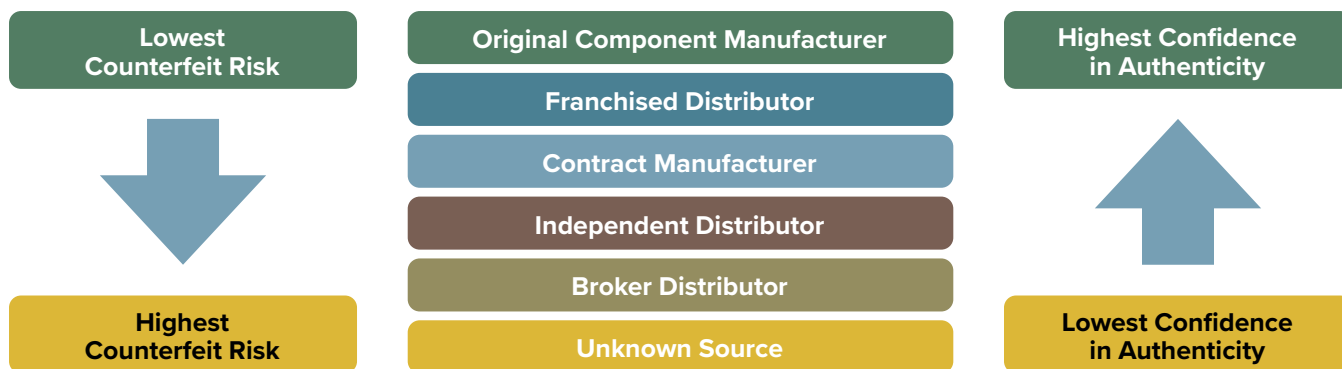 Lowest
Counterfeit Risk
Highest
Counterfeit Risk
Original Component Manufacturer
Franchised Distributor
Contract Manufacturer
Independent Distributor
Broker Distributor
Unknown Source
Highest Confidence
in Authenticity
Lowest Confidence
in Authenticity